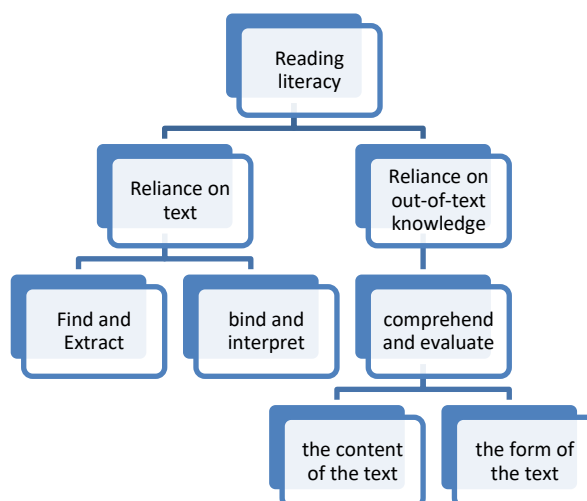 Reading
literacy
Reliance on
text
Reliance on
out-of-text
knowledge
Find and
Extract
bind and
interpret
comprehend
and evaluate
the content
of the text
the form of
the text